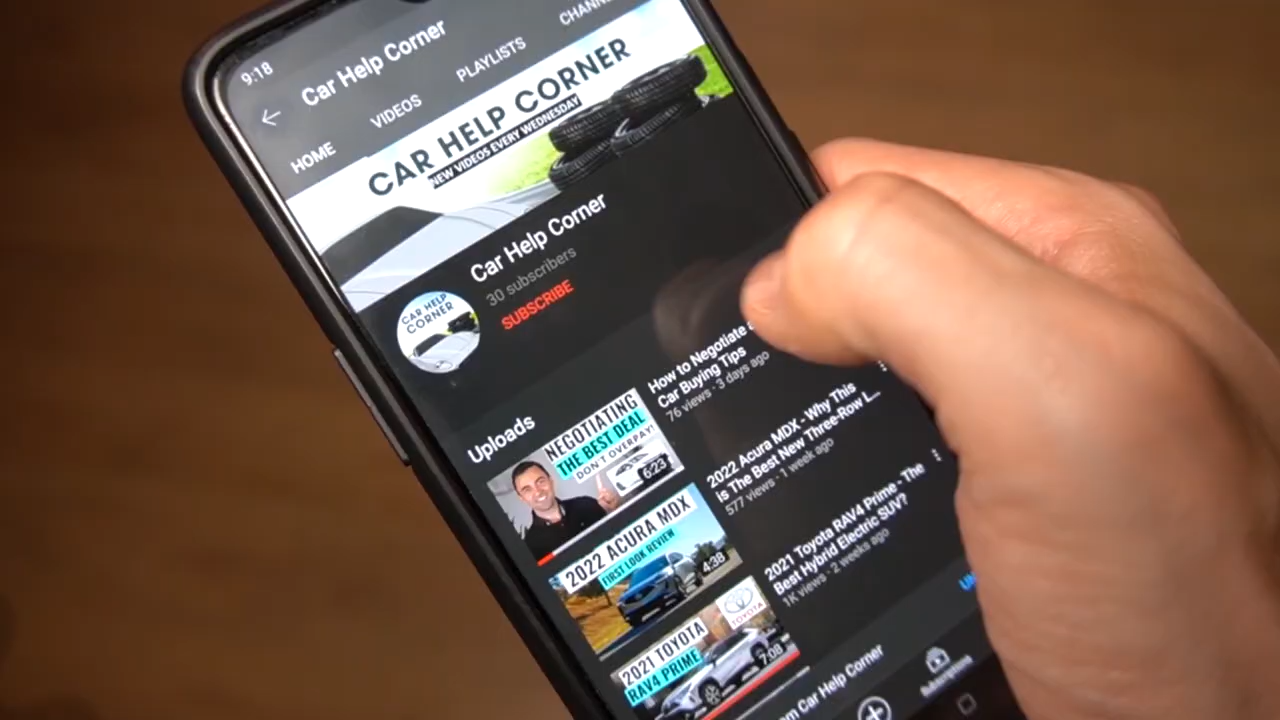 9:18
Car Help Corner
HOME
VIDEOS
PLAYLISTS
CAR HELP CORNER
NEW VIDEOS EVERY WEDNESDAY
CAR HELP
CORNER
Car Help Corner
30 subscribers
SUBSCRIBE
Uploads
NEGOTIATING
THE BEST DEAL
DON'T OVERPAY!
6:23
How to Negotiate
Car Buying Tips
76 views · 3 days ago
2022 ACURA MDX
FIRST LOOK REVIEW
4:38
2022 Acura MDX - Why This
is The Best New Three-Row L...
577 views · 1 week ago
TOYOTA
2021 TOYOTA
RAV4 PRIME
7:08
2021 Toyota RAV4 Prime - The
Best Hybrid Electric SUV?
1K views · 2 weeks ago
Car Help Corner
Subscriptions